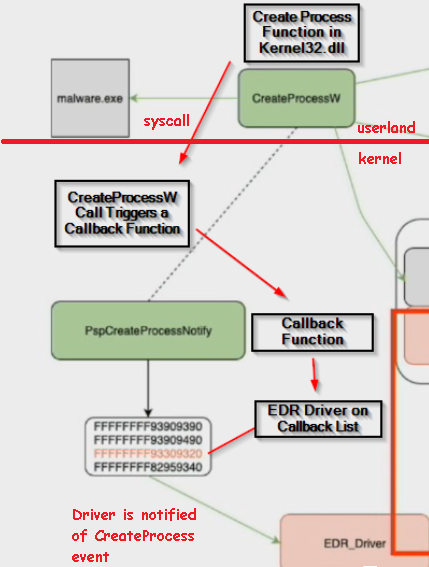 Create Process
Function in
Kernel32.dll
malware.exe
CreateProcessW
syscall
userland
kernel
CreateProcessW
Call Triggers a
Callback Function
PspCreateProcessNotify
Callback
Function
EDR Driver on
Callback List
FFFFFFFF93909390
FFFFFFFF93909490
FFFFFFFF93309320
FFFFFFFF82959340
Driver is notified
of CreateProcess
event
EDR_Driver